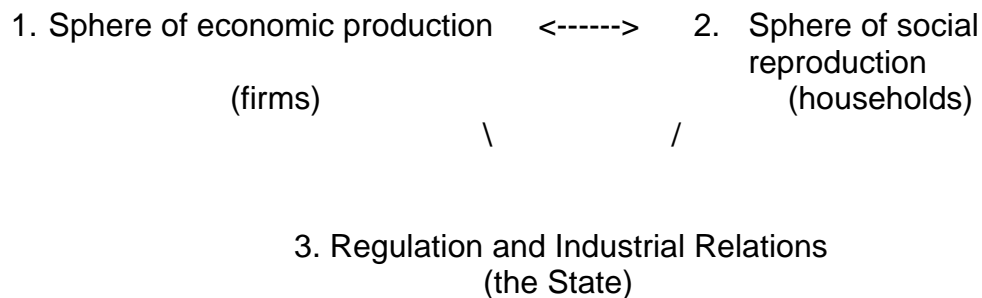 1. Sphere of economic production <------> 2. Sphere of social
reproduction
(firms) (households)
\ /
3. Regulation and Industrial Relations
(the State)